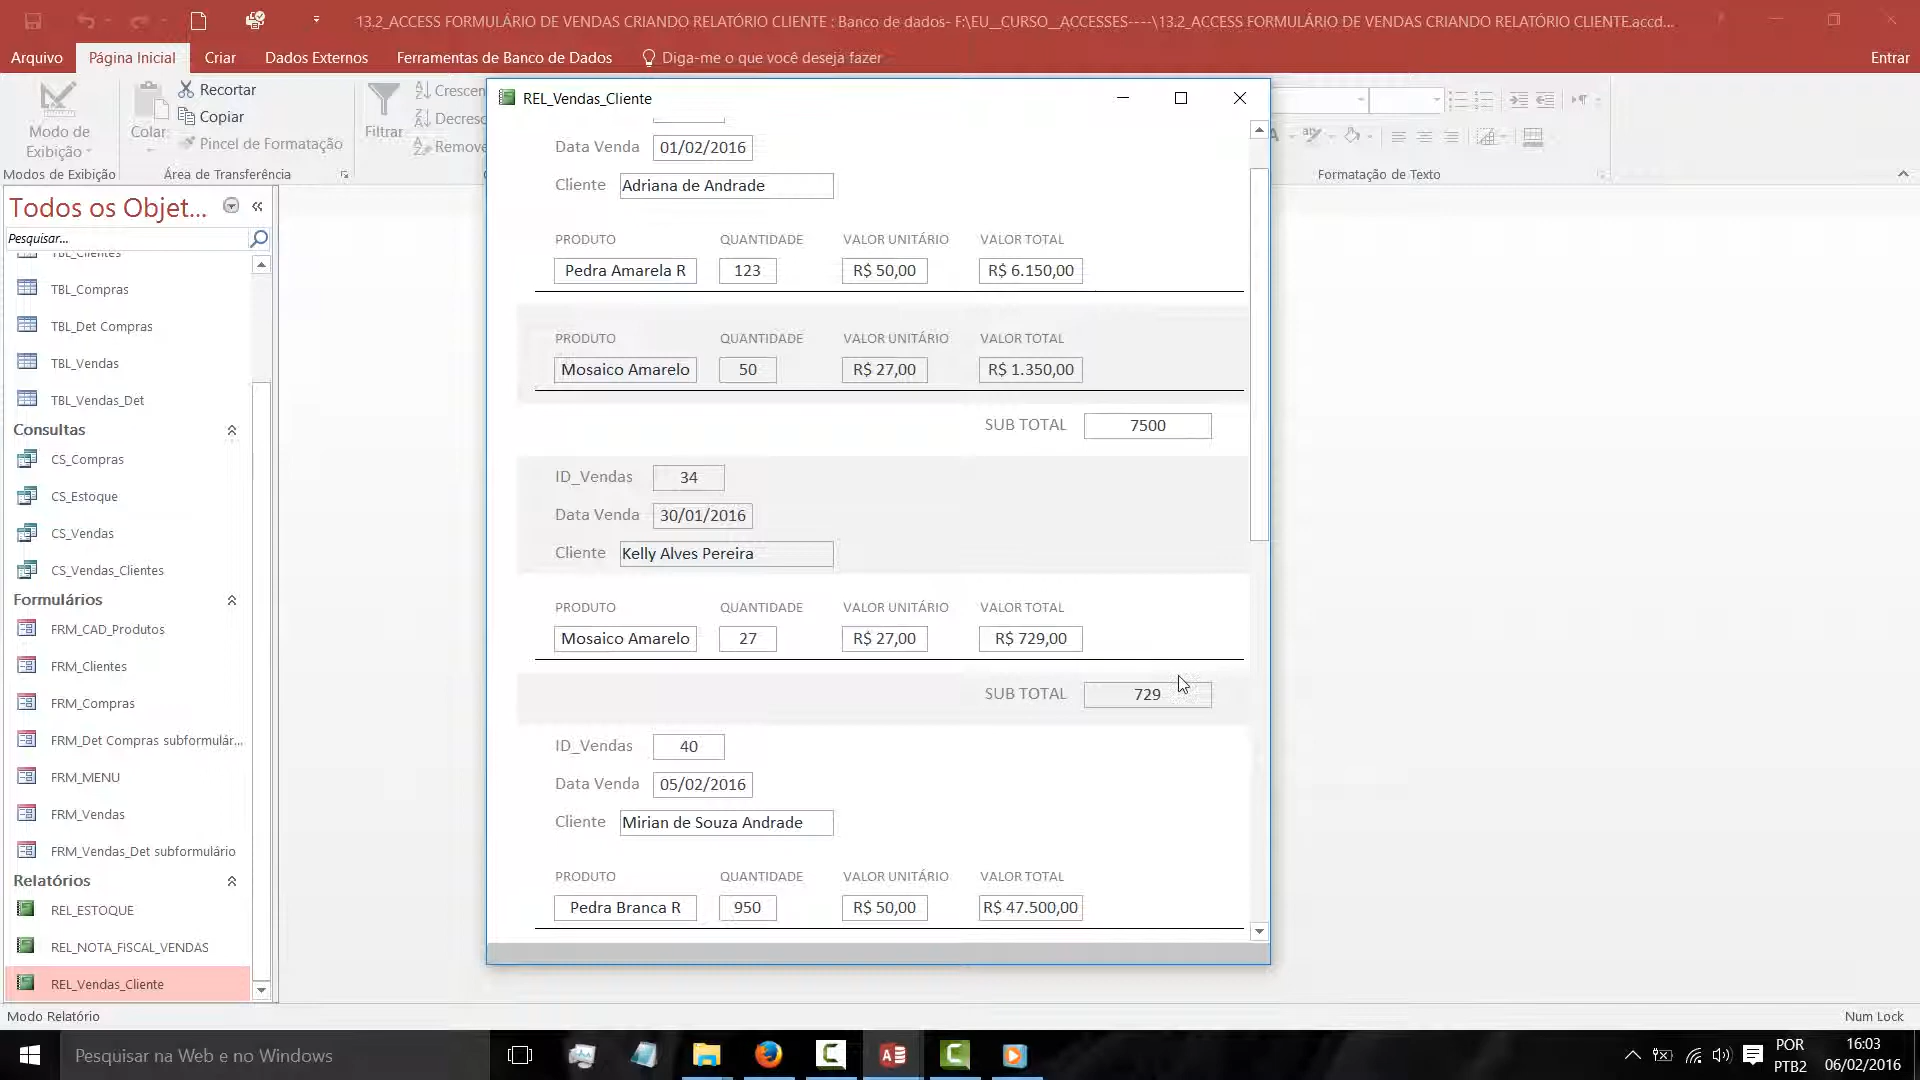 13.2_ACCESS FORMULÁRIO DE VENDAS CRIANDO RELATÓRIO CLIENTE : Banco de dados- F:\EU__CURSO__ACCESSES----\13.2_ACCESS FORMULÁRIO DE VENDAS CRIANDO RELATÓRIO CLIENTE.accd...
Arquivo Página Inicial Criar Dados Externos Ferramentas de Banco de Dados Diga-me o que você deseja fazer Entrar
Modo de Exibição
Colar
Recortar
Copiar
Pincel de Formatação
Filtrar
Crescen
Decresc
Remove
Modos de Exibição Área de Transferência Formatação de Texto
Todos os Objet...
Pesquisar...
TBL_Clientes
TBL_Compras
TBL_Det Compras
TBL_Vendas
TBL_Vendas_Det
Consultas
CS_Compras
CS_Estoque
CS_Vendas
CS_Vendas_Clientes
Formulários
FRM_CAD_Produtos
FRM_Clientes
FRM_Compras
FRM_Det Compras subformulár...
FRM_MENU
FRM_Vendas
FRM_Vendas_Det subformulário
Relatórios
REL_ESTOQUE
REL_NOTA_FISCAL_VENDAS
REL_Vendas_Cliente
REL_Vendas_Cliente
Data Venda 01/02/2016
Cliente Adriana de Andrade
PRODUTO QUANTIDADE VALOR UNITÁRIO VALOR TOTAL
Pedra Amarela R 123 R$ 50,00 R$ 6.150,00
PRODUTO QUANTIDADE VALOR UNITÁRIO VALOR TOTAL
Mosaico Amarelo 50 R$ 27,00 R$ 1.350,00
SUB TOTAL 7500
ID_Vendas 34
Data Venda 30/01/2016
Cliente Kelly Alves Pereira
PRODUTO QUANTIDADE VALOR UNITÁRIO VALOR TOTAL
Mosaico Amarelo 27 R$ 27,00 R$ 729,00
SUB TOTAL 729
ID_Vendas 40
Data Venda 05/02/2016
Cliente Mirian de Souza Andrade
PRODUTO QUANTIDADE VALOR UNITÁRIO VALOR TOTAL
Pedra Branca R 950 R$ 50,00 R$ 47.500,00
Modo Relatório Num Lock
Pesquisar na Web e no Windows
POR
PTB2
16:03
06/02/2016